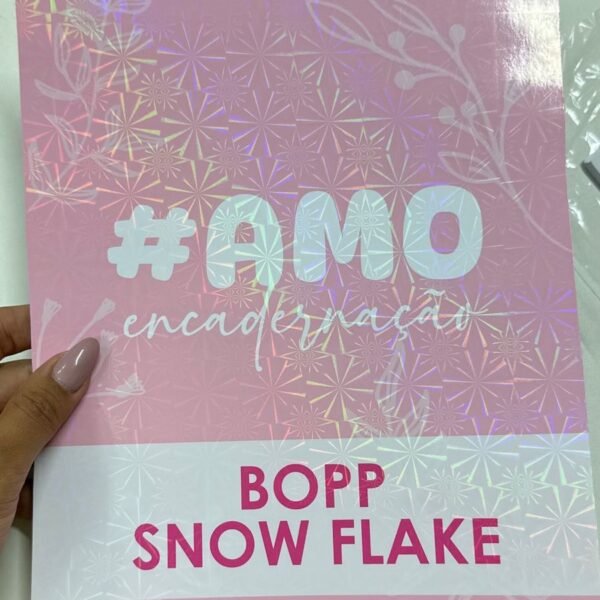 #AMO
encadernação
BOPP
SNOW FLAKE